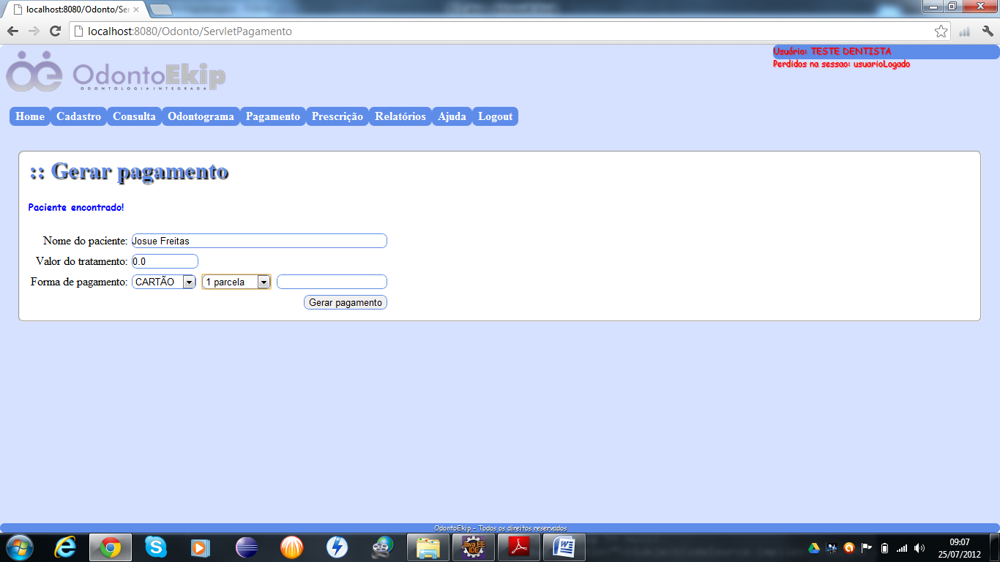 localhost:8080/Odonto/Ser
localhost:8080/Odonto/ServletPagamento
Usuário: TESTE DENTISTA
Perdidos na sessao: usuarioLogado
OdontoEkip
ODONTOLOGIAINTEGRADA
Home Cadastro Consulta Odontograma Pagamento Prescrição Relatórios Ajuda Logout
:: Gerar pagamento
Paciente encontrado!
Nome do paciente: Josue Freitas
Valor do tratamento: 0.0
Forma de pagamento: CARTÃO 1 parcela
Gerar pagamento
OdontoEkip - Todos os direitos reservados
Java EE
IDE
09:07
25/07/2012